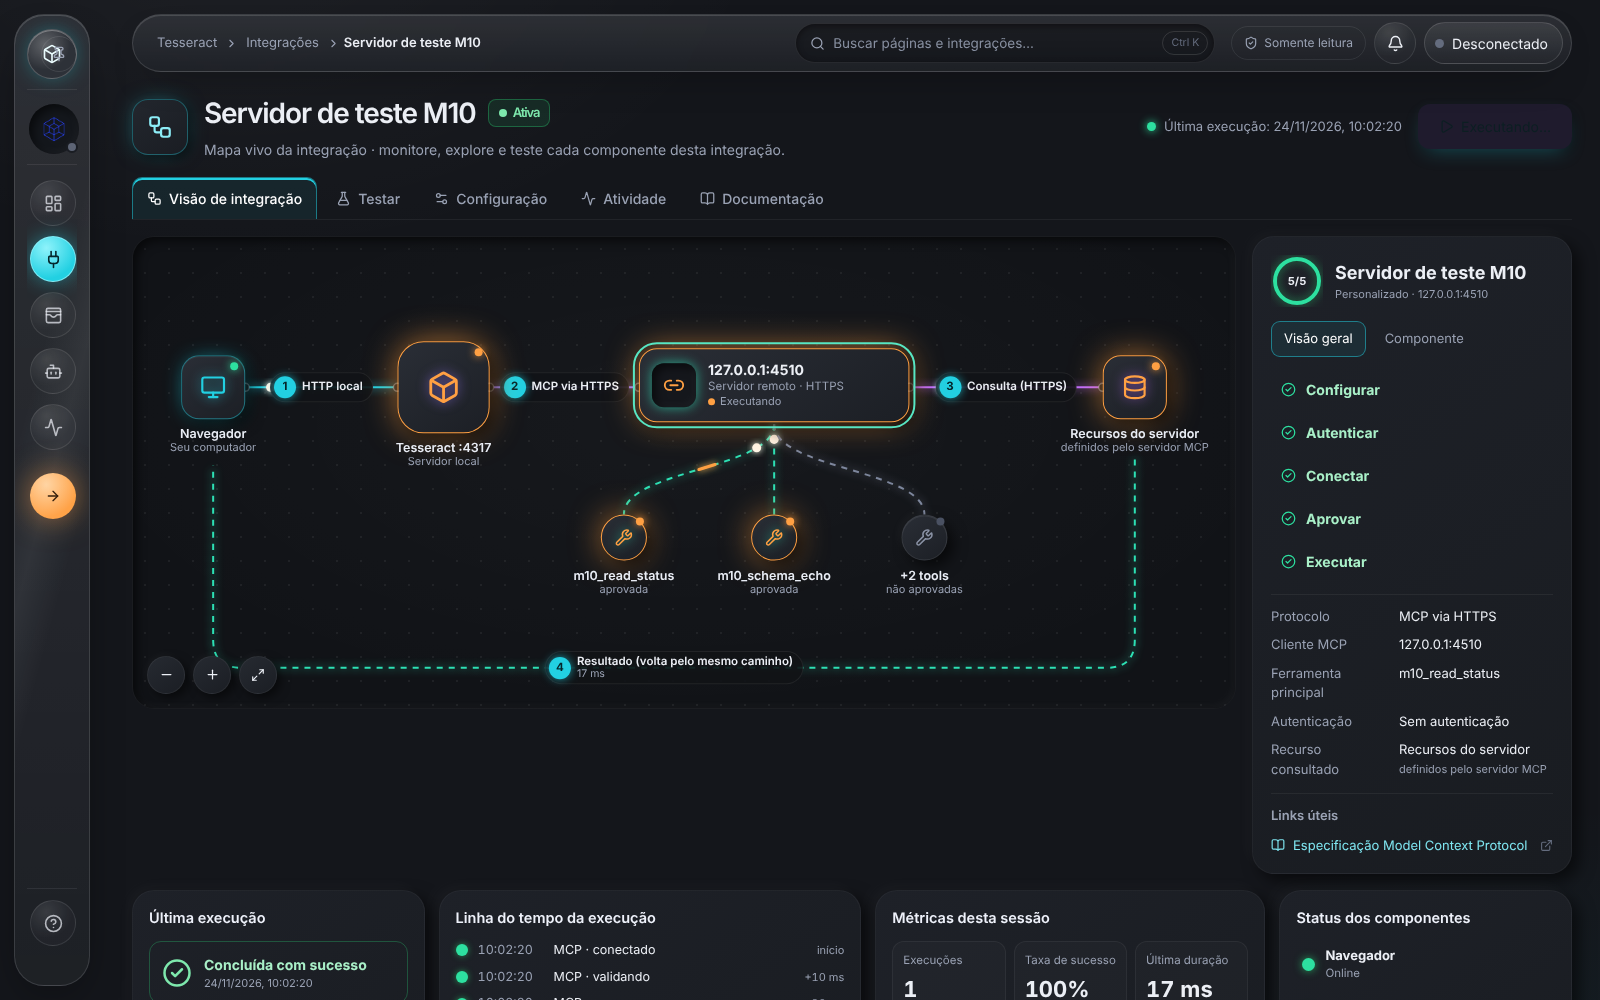 Tesseract
Integrações
Servidor de teste M10
Buscar páginas e integrações...
Ctrl K
Somente leitura
Desconectado
Servidor de teste M10
Ativa
Mapa vivo da integração · monitore, explore e teste cada componente desta integração.
Última execução: 24/11/2026, 10:02:20
Visão de integração
Testar
Configuração
Atividade
Documentação
1
HTTP local
2
MCP via HTTPS
127.0.0.1:4510
Servidor remoto · HTTPS
Executando
3
Consulta (HTTPS)
Navegador
Seu computador
Tesseract :4317
Servidor local
Recursos do servidor
definidos pelo servidor MCP
m10_read_status
aprovada
m10_schema_echo
aprovada
+2 tools
não aprovadas
4
Resultado (volta pelo mesmo caminho)
17 ms
5/5
Servidor de teste M10
Personalizado · 127.0.0.1:4510
Visão geral
Componente
Configurar
Autenticar
Conectar
Aprovar
Executar
Protocolo
MCP via HTTPS
Cliente MCP
127.0.0.1:4510
Ferramenta
principal
m10_read_status
Autenticação
Sem autenticação
Recurso
consultado
Recursos do servidor
definidos pelo servidor MCP
Links úteis
Especificação Model Context Protocol
Última execução
Concluída com sucesso
24/11/2026, 10:02:20
Linha do tempo da execução
10:02:20 MCP · conectado início
10:02:20 MCP · validando +10 ms
Métricas desta sessão
Execuções
1
Taxa de sucesso
100%
Última duração
17 ms
Status dos componentes
Navegador
Online